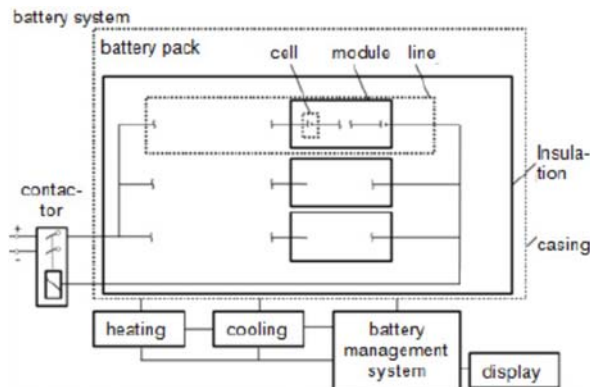 battery system
battery pack
cell module line
Insula-
tion
contac-
tor
+
-
casing
heating
cooling
battery
management
system
display